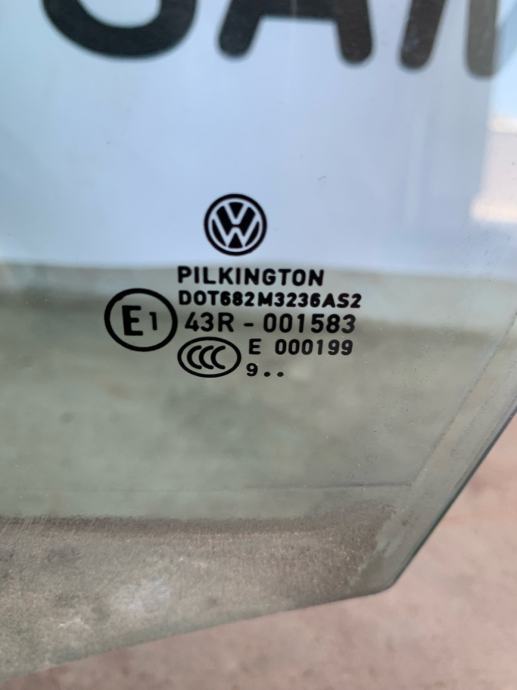 PILKINGTON
DOT682M3236AS2
E1 43R - 001583
CCC E 000199
9..